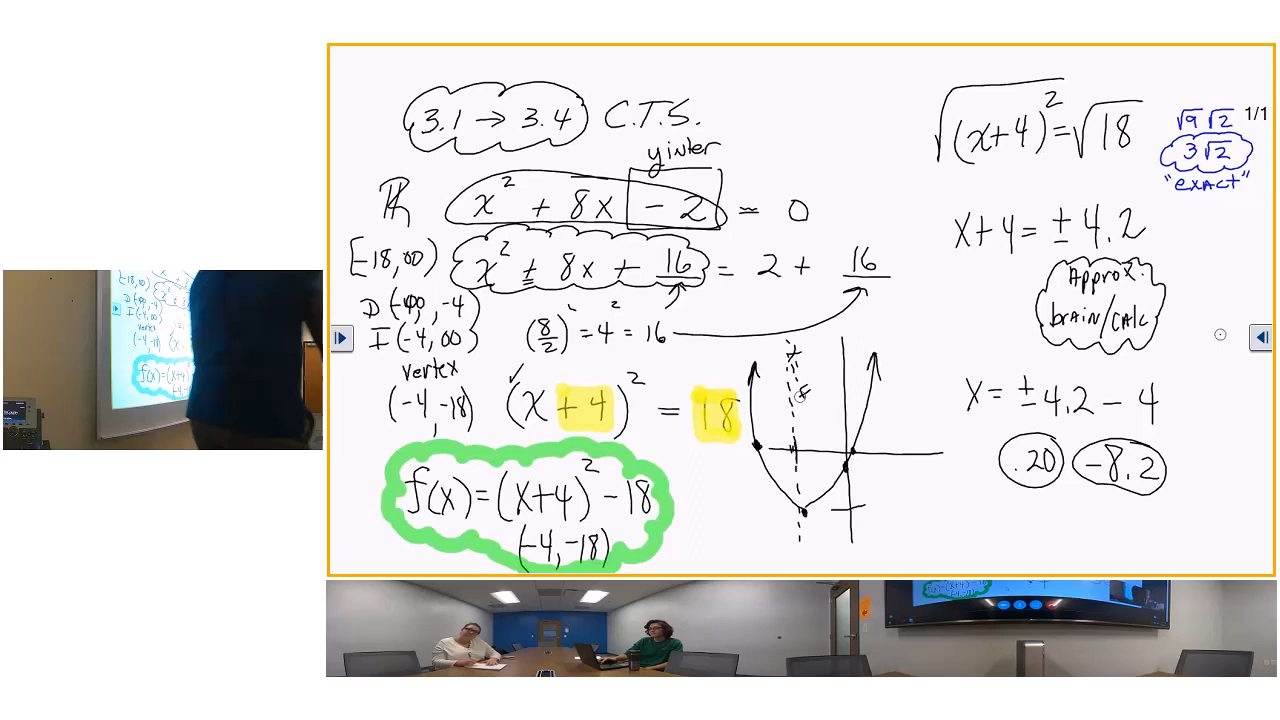 3.1 → 3.4 C.T.S.
y inter
ℝ x² + 8x - 2 = 0
[-18,∞) x² + 8x + 16 = 2 + 16
D (-∞, -4)
I (-4, ∞)
(8/2)² = 4² = 16
vertex
(-4, -18) (x + 4)² = 18
f(x) = (x+4)² - 18
(-4, -18)
√(x+4)² = √18
√9 √2
3√2
"exact"
1/1
x+4 = ± 4.2
Approx.
brain/calc
x = ± 4.2 - 4
.20 -8.2